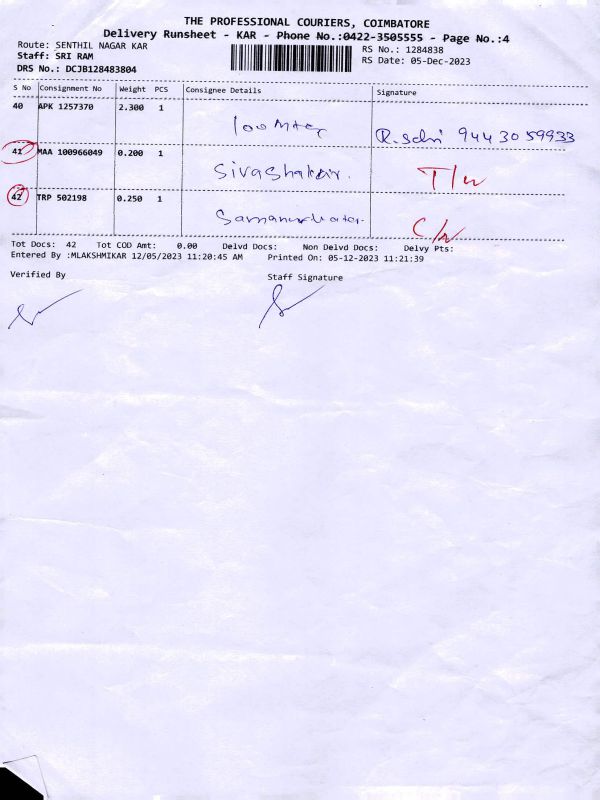 THE PROFESSIONAL COURIERS, COIMBATORE
Delivery Runsheet - KAR - Phone No.:0422-3505555 - Page No.:4
Route: SENTHIL NAGAR KAR
RS No.: 1284838
Staff: SRI RAM
RS Date: 05-Dec-2023
DRS No.: DCJB128483804
S No Consignment No Weight PCS Consignee Details Signature
40 APK 1257370 2.300 1
R. Selvi 9443059933
41 MAA 100966049 0.200 1 T/W
42 TRP 502198 0.250 1 C/N
Tot Docs: 42 Tot COD Amt: 0.00 Delvd Docs: Non Delvd Docs: Delvy Pts:
Entered By :MLAKSHMIKAR 12/05/2023 11:20:45 AM Printed On: 05-12-2023 11:21:39
Verified By Staff Signature